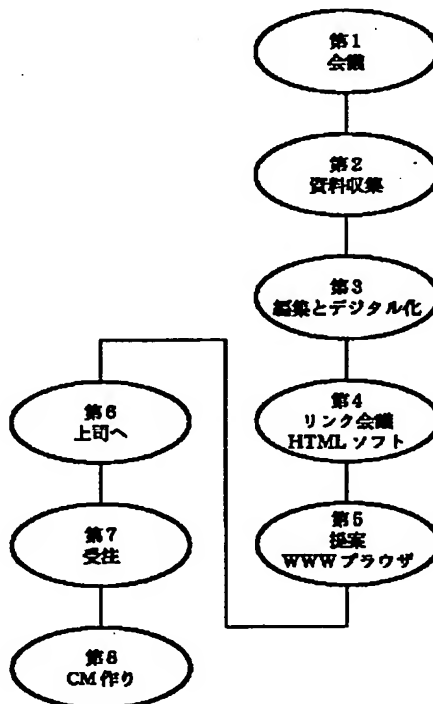 第1
会議
第2
資料収集
第3
編集とデジタル化
第4
リンク会議
HTMLソフト
第5
提案
WWWブラウザ
第6
上司へ
第7
受注
第8
CM作り